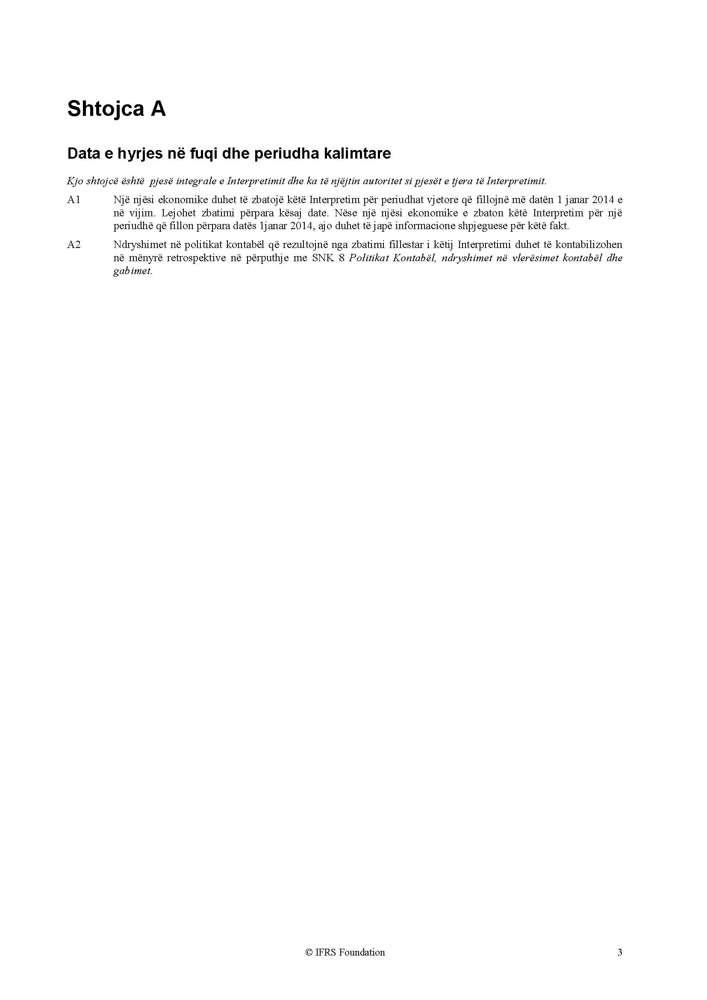 Shtojca A
Data e hyrjes në fuqi dhe periudha kalimtare
Kjo shtojcë është pjesë integrale e Interpretimit dhe ka të njëjtin autoritet si pjesët e tjera të Interpretimit.
A1 Një njësi ekonomike duhet të zbatojë këtë Interpretim për periudhat vjetore që fillojnë më datën 1 janar 2014 e
në vijim. Lejohet zbatimi përpara kësaj date. Nëse një njësi ekonomike e zbaton këtë Interpretim për një
periudhë që fillon përpara datës 1janar 2014, ajo duhet të japë informacione shpjeguese për këtë fakt.
A2 Ndryshimet në politikat kontabël që rezultojnë nga zbatimi fillestar i këtij Interpretimi duhet të kontabilizohen
në mënyrë retrospektive në përputhje me SNK 8 Politikat Kontabël, ndryshimet në vlerësimet kontabël dhe
gabimet.
© IFRS Foundation 3